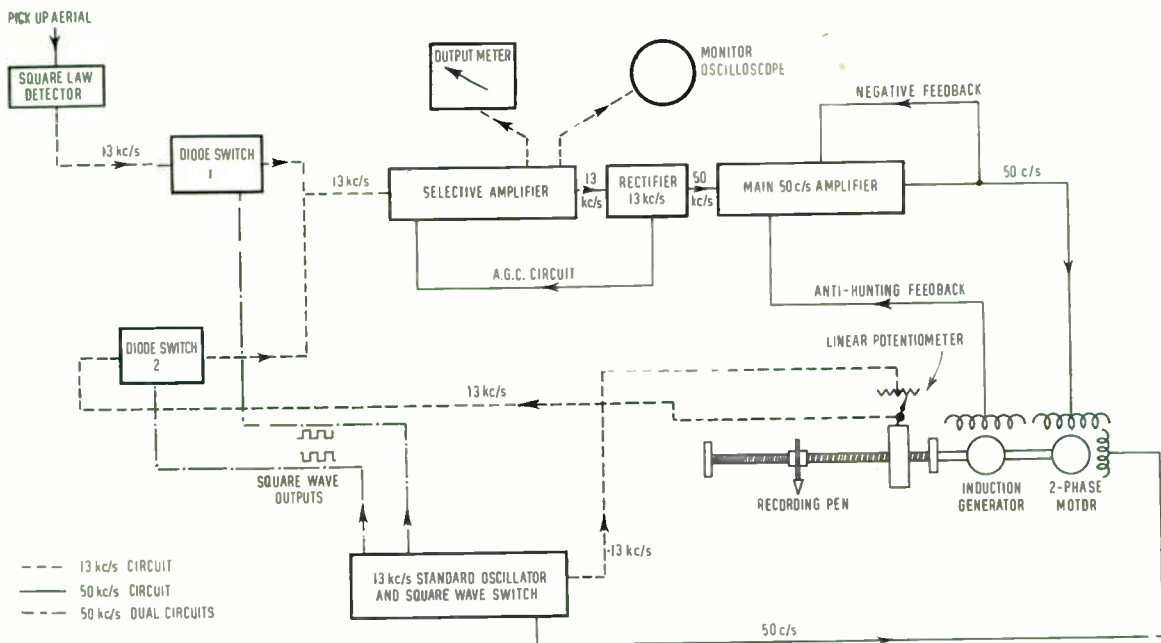 PICK UP AERIAL
SQUARE LAW
DETECTOR
13 kc/s
DIODE SWITCH
1
13 kc/s
OUTPUT METER
MONITOR
OSCILLOSCOPE
SELECTIVE AMPLIFIER
13
kc/s
RECTIFIER
13 kc/s
50
kc/s
MAIN 50 c/s AMPLIFIER
NEGATIVE FEEDBACK
50 c/s
A.G.C. CIRCUIT
ANTI-HUNTING FEEDBACK
DIODE SWITCH
2
LINEAR POTENTIOMETER
13 kc/s
SQUARE WAVE
OUTPUTS
RECORDING PEN
INDUCTION
GENERATOR
2-PHASE
MOTOR
13 kc/s
13 kc/s STANDARD OSCILLATOR
AND SQUARE WAVE SWITCH
13 kc/s CIRCUIT
50 kc/s CIRCUIT
50 kc/s DUAL CIRCUITS
50 c/s